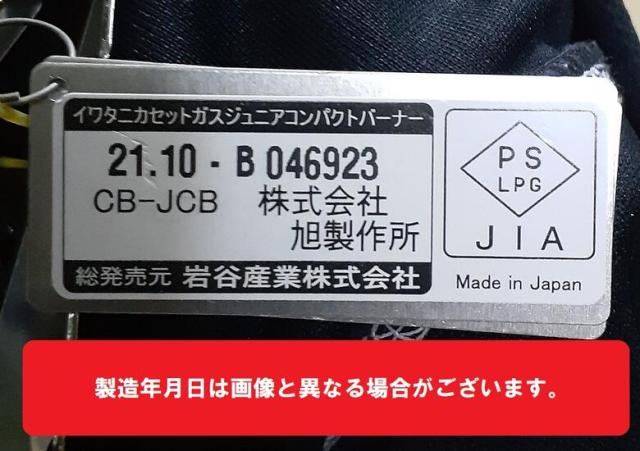 イワタニカセットガスジュニアコンパクトバーナー
21.10 - B 046923
CB-JCB 株式会社
旭製作所
総発売元 岩谷産業株式会社
PS
LPG
JIA
Made in Japan
製造年月日は画像と異なる場合がございます。